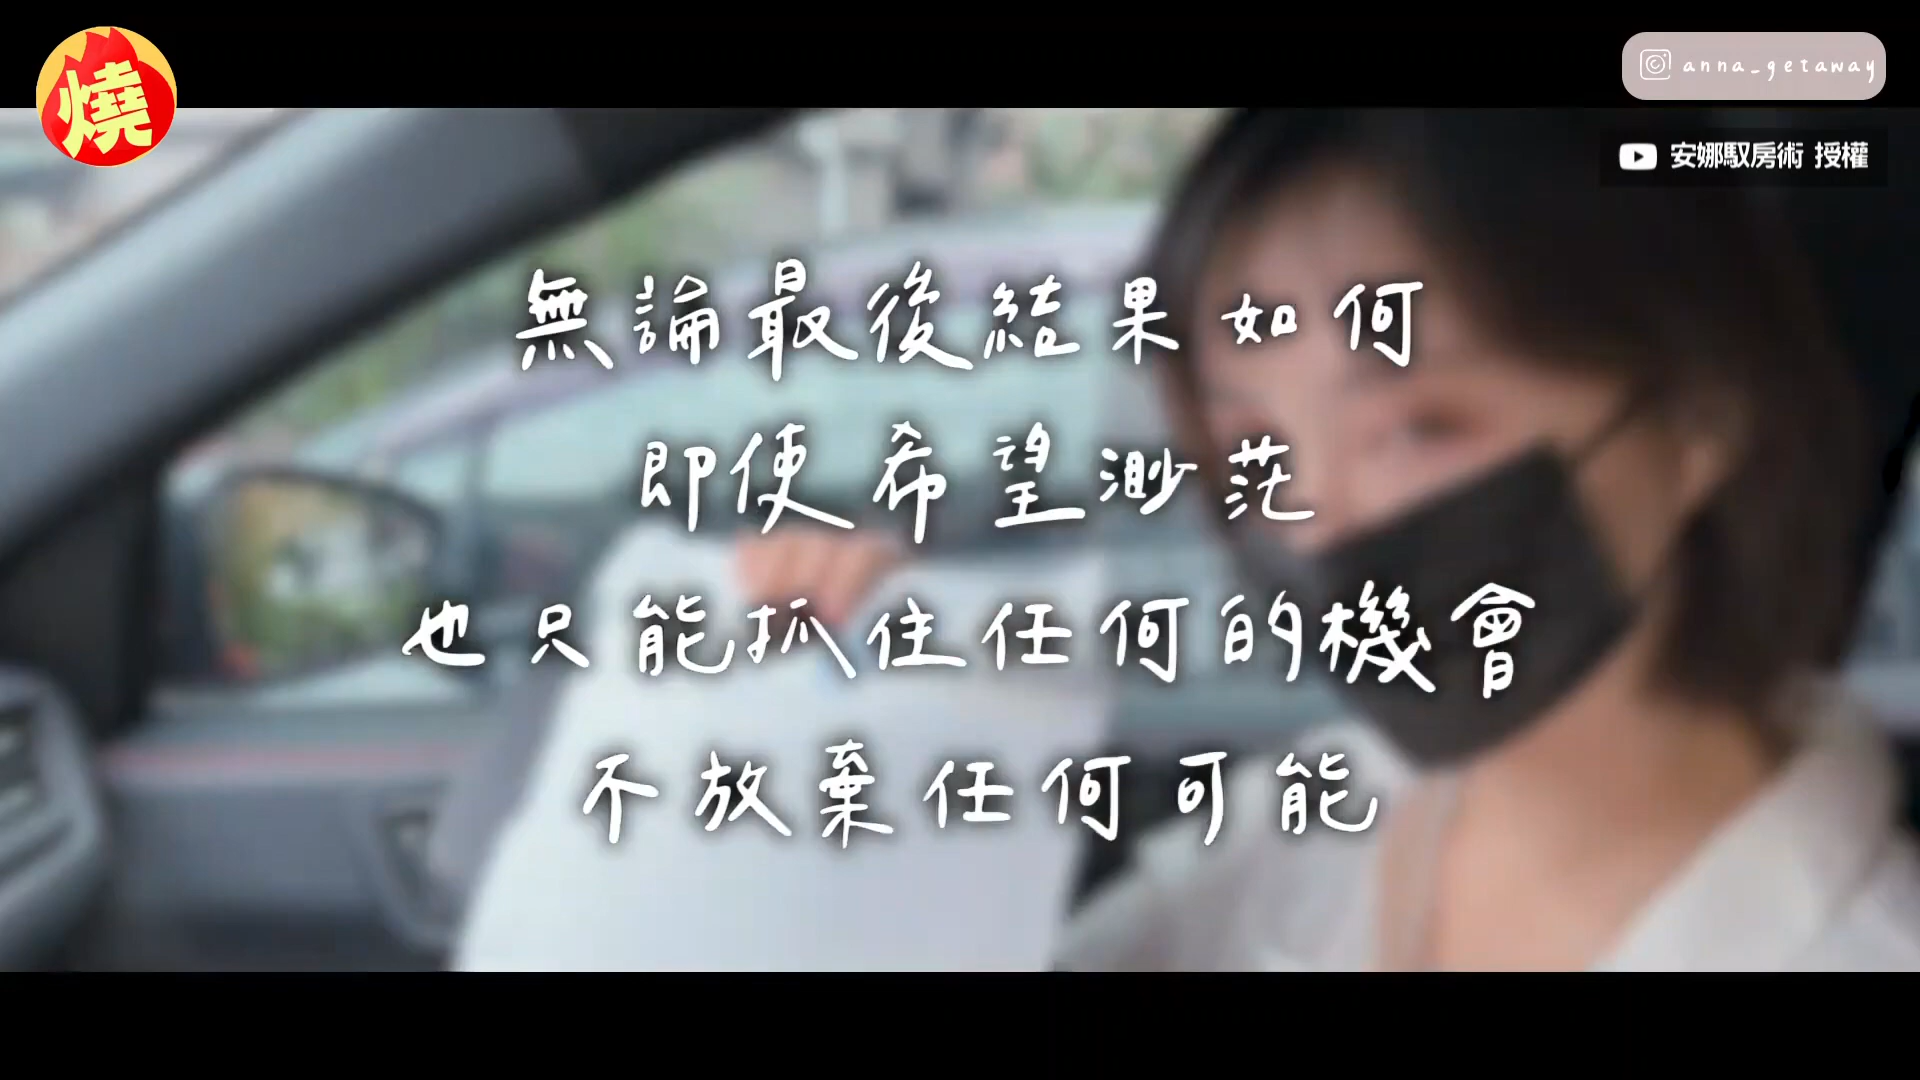 燒
anna_getaway
安娜馭房術 授權
無論最後結果如何
即使希望渺茫
也只能抓住任何的機會
不放棄任何可能